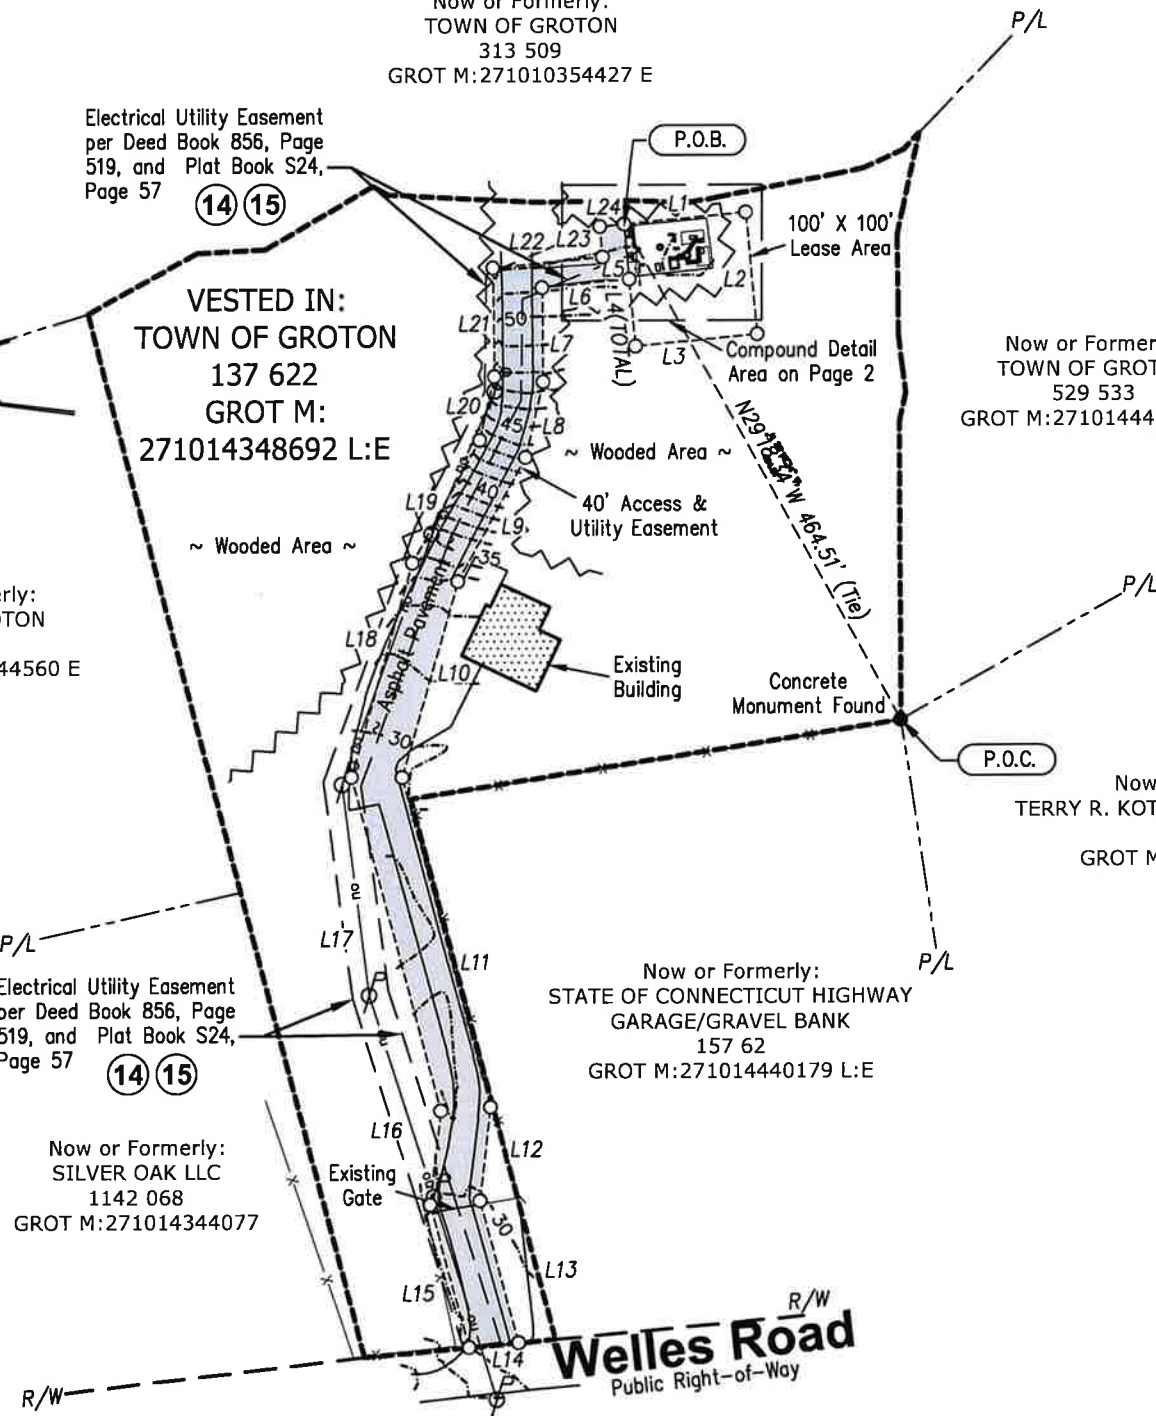 Now or Formerly:
TOWN OF GROTON
313 509
GROT M:271010354427 E
P/L
Electrical Utility Easement
per Deed Book 856, Page
519, and Plat Book S24,
Page 57
14 15
P.O.B.
L24
L1
L23
L22
100' X 100'
Lease Area
L5
L2
L6
L4(TOTAL)
L21
50
L7
L3
Compound Detail
Area on Page 2
VESTED IN:
TOWN OF GROTON
137 622
GROT M:
271014348692 L:E
Now or Former
TOWN OF GROT
529 533
GROT M:27101444
L20
45
L8
~ Wooded Area ~
40
40' Access &
Utility Easement
L19
L9
35
~ Wooded Area ~
W 464.51' (Tie)
P/L
erly:
OTON
44560 E
Asphalt Pavement
L18
L10
Existing
Building
Concrete
Monument Found
30
P.O.C.
Now
TERRY R. KOT
GROT M
P/L
OU
L17
L11
P/L
Electrical Utility Easement
per Deed Book 856, Page
519, and Plat Book S24,
Page 57
14 15
Now or Formerly:
STATE OF CONNECTICUT HIGHWAY
GARAGE/GRAVEL BANK
157 62
GROT M:271014440179 L:E
L16
L12
Now or Formerly:
SILVER OAK LLC
1142 068
GROT M:271014344077
Existing
Gate
30
L15
L13
R/W
L14
Welles Road
Public Right-of-Way
R/W